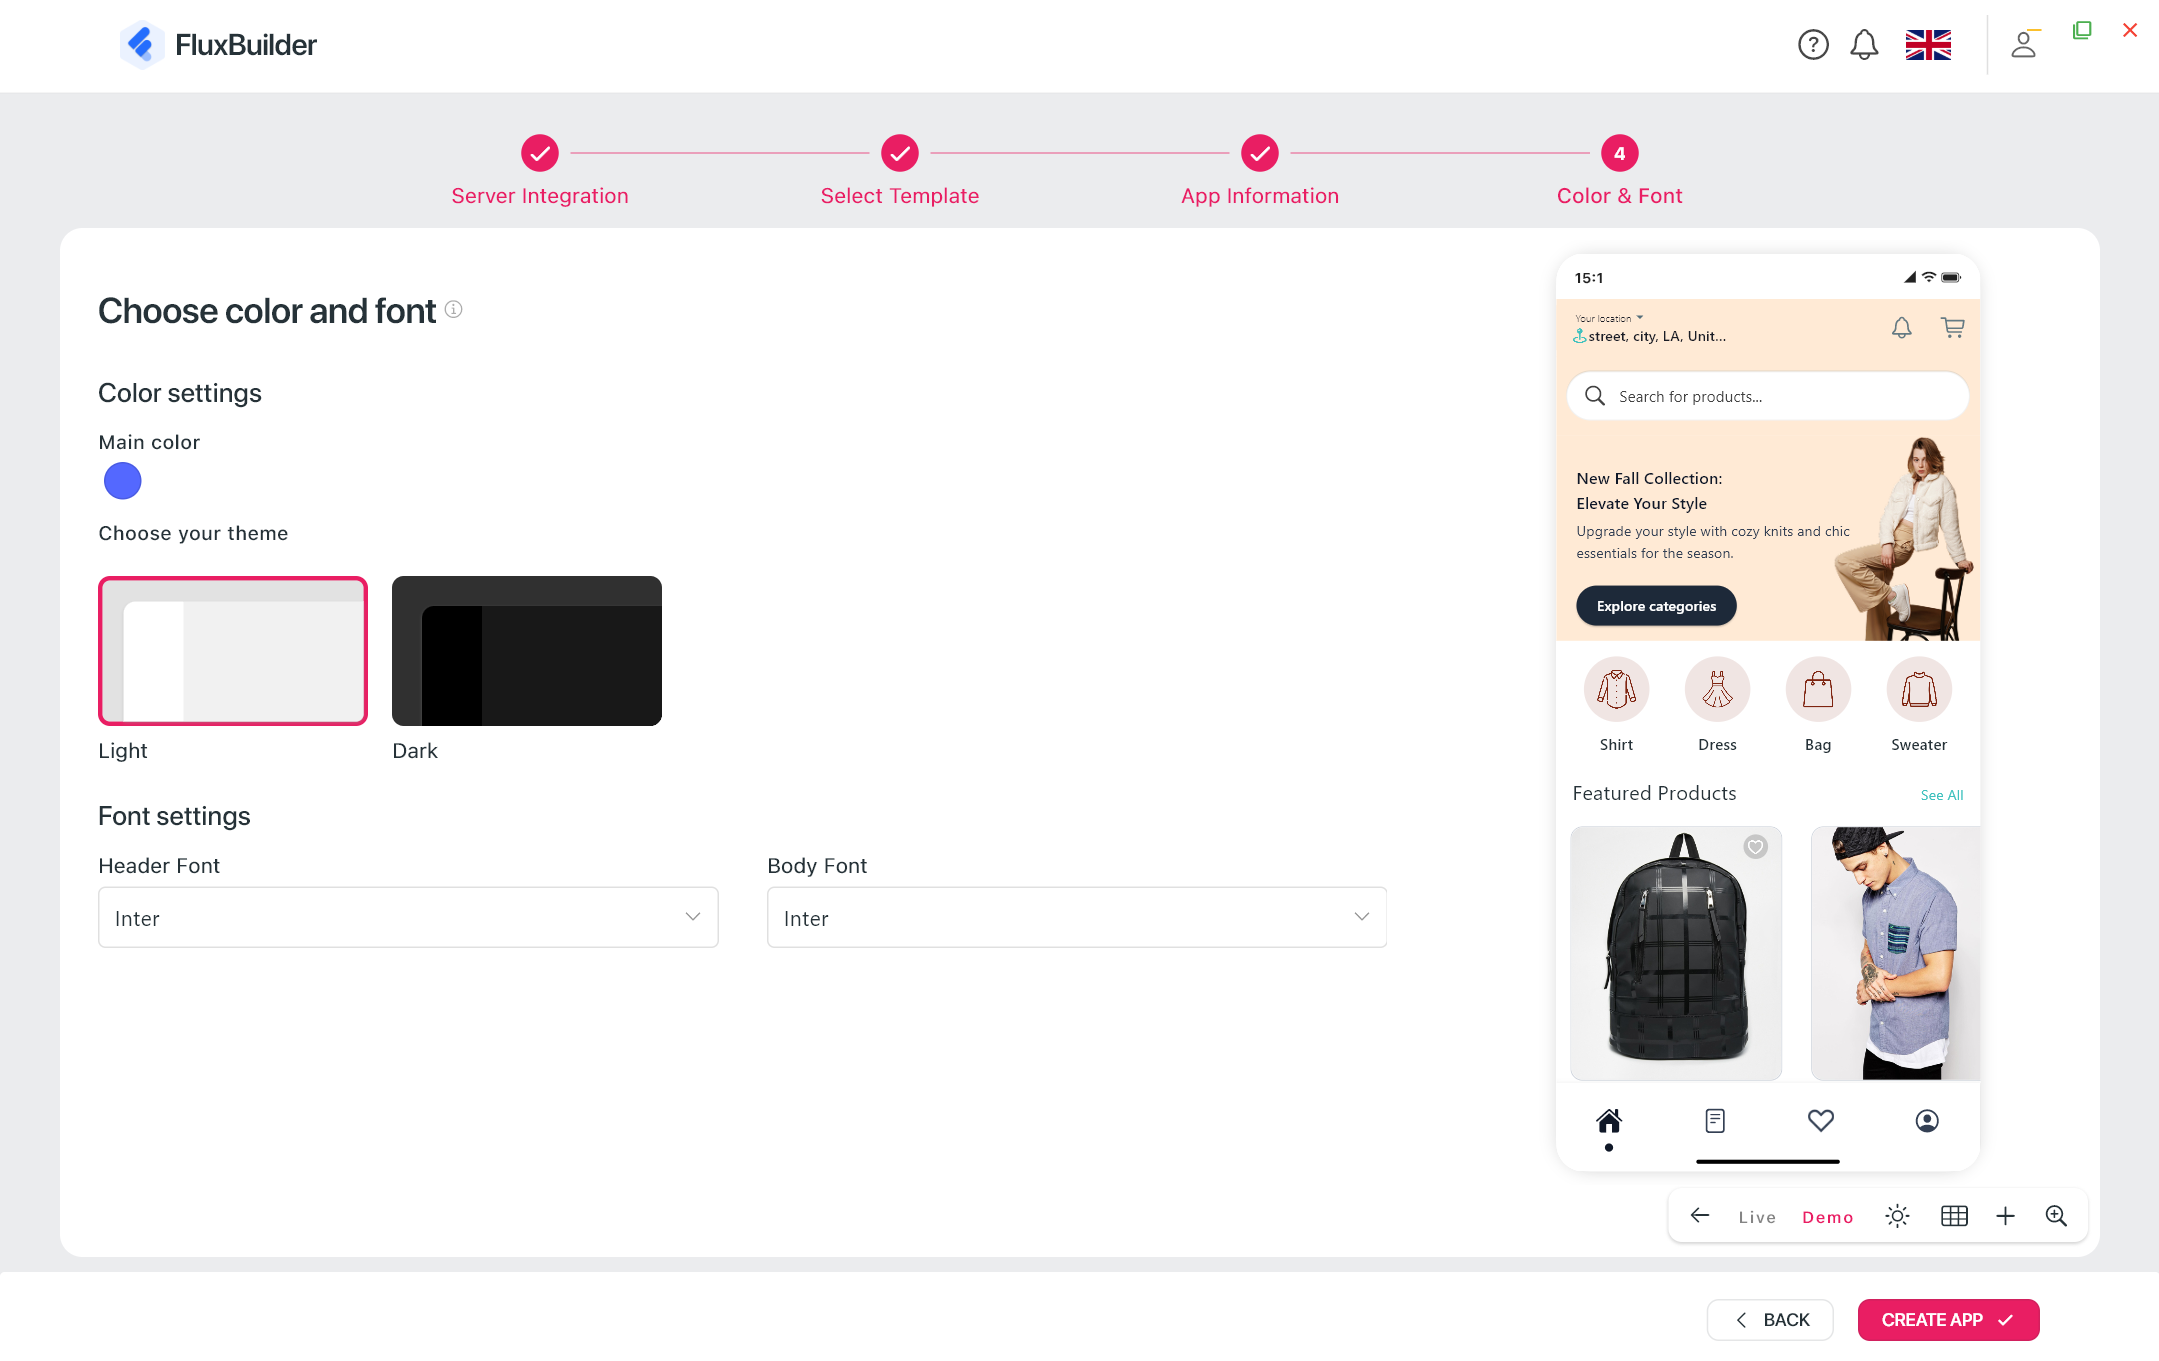 FluxBuilder
4
Server Integration
Select Template
App Information
Color & Font
Choose color and font
Color settings
Main color
Choose your theme
Light
Dark
Font settings
Header Font
Body Font
Inter
Inter
15:1
Your location
street, city, LA, Unit...
Search for products...
New Fall Collection:
Elevate Your Style
Upgrade your style with cozy knits and chic
essentials for the season.
Explore categories
Shirt
Dress
Bag
Sweater
Featured Products
See All
Live
Demo
BACK
CREATE APP